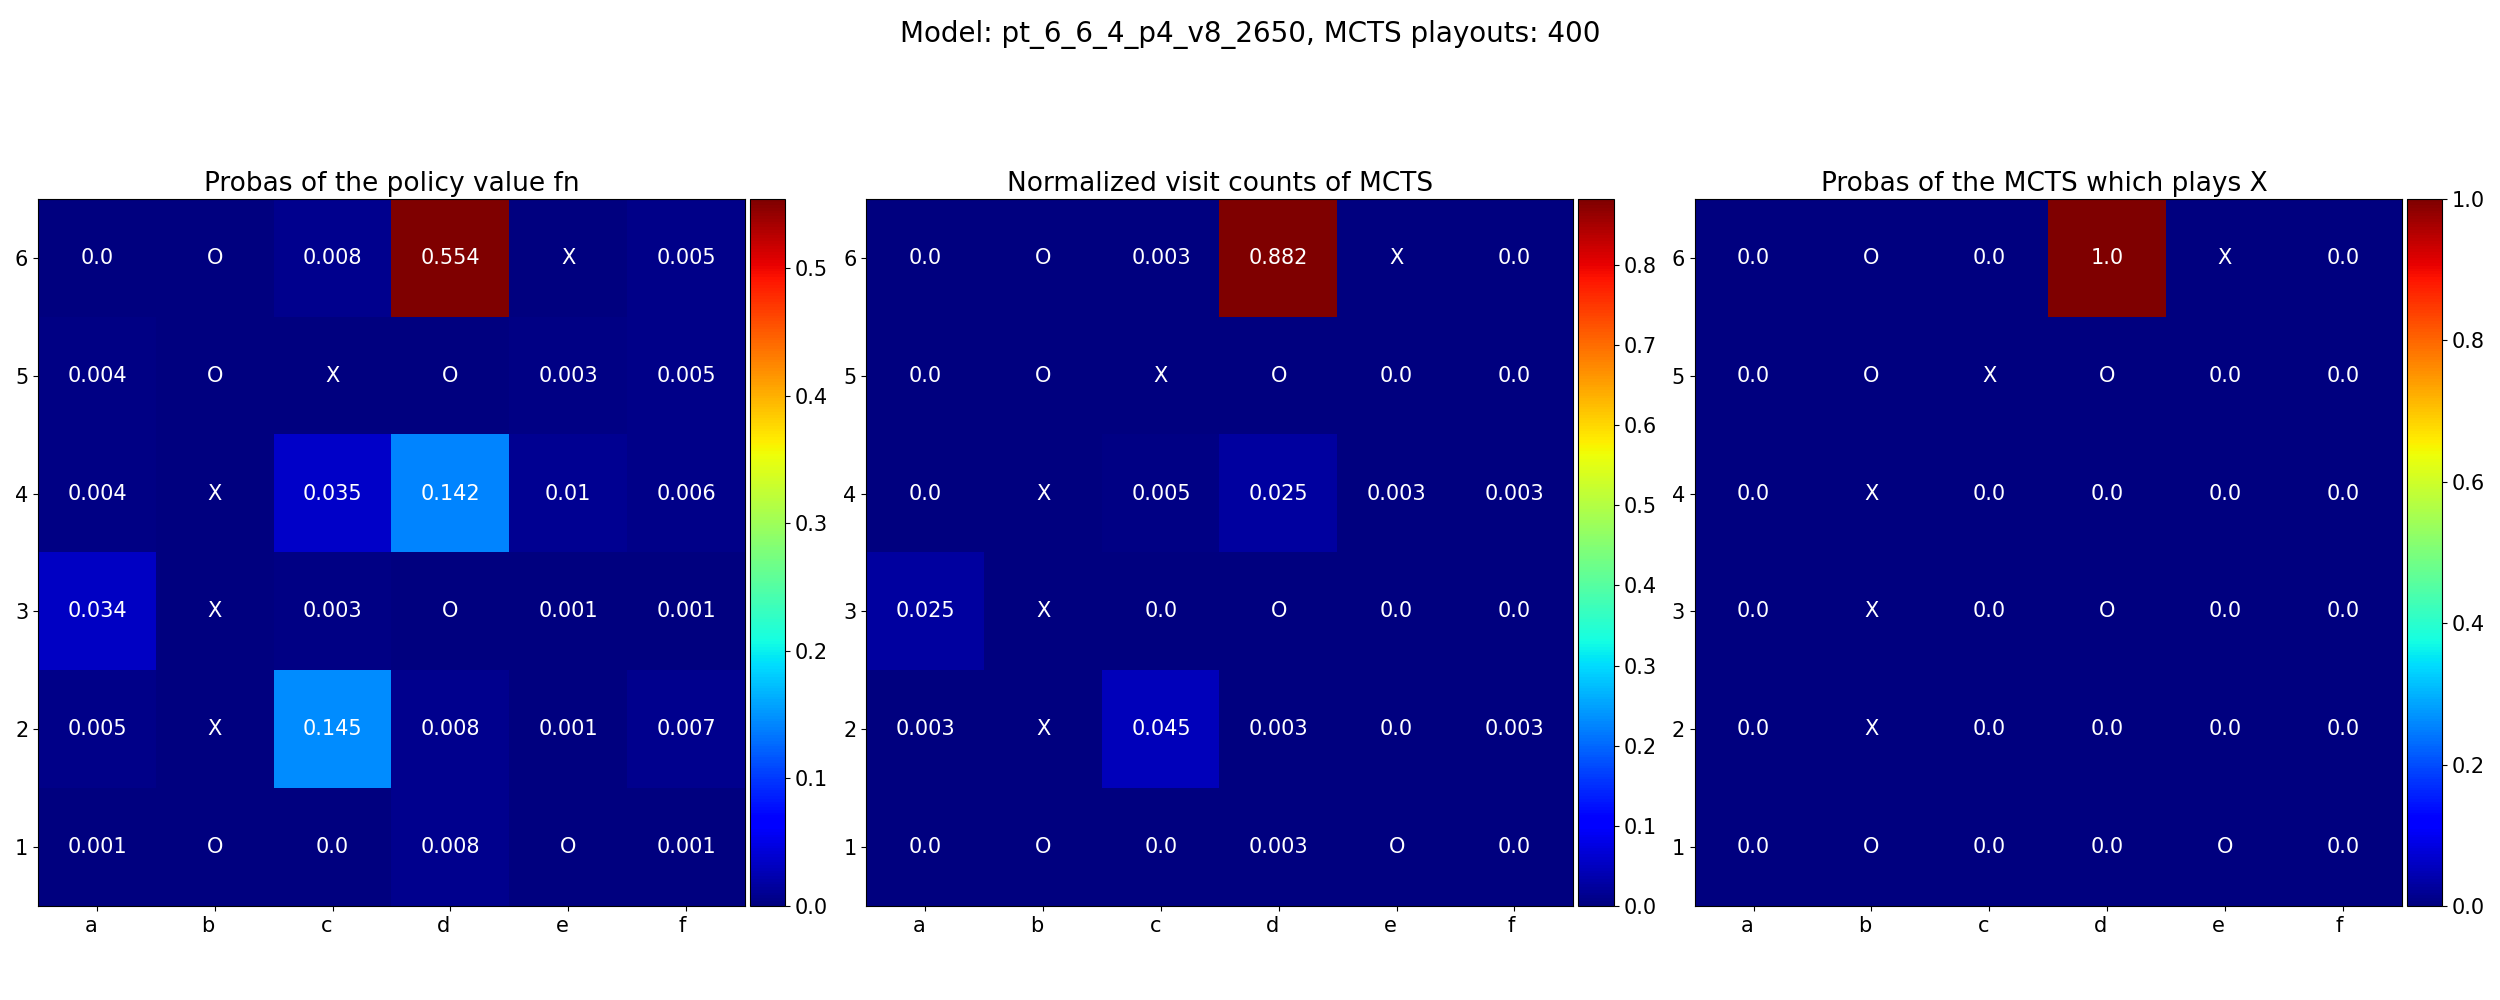 Model: pt_6_6_4_p4_v8_2650, MCTS playouts: 400
Probas of the policy value fn
6 0.0 O 0.008 0.554 X 0.005
5 0.004 O X O 0.003 0.005
4 0.004 X 0.035 0.142 0.01 0.006
3 0.034 X 0.003 O 0.001 0.001
2 0.005 X 0.145 0.008 0.001 0.007
1 0.001 O 0.0 0.008 O 0.001
a b c d e f
0.5
0.4
0.3
0.2
0.1
0.0
Normalized visit counts of MCTS
6 0.0 O 0.003 0.882 X 0.0
5 0.0 O X O 0.0 0.0
4 0.0 X 0.005 0.025 0.003 0.003
3 0.025 X 0.0 O 0.0 0.0
2 0.003 X 0.045 0.003 0.0 0.003
1 0.0 O 0.0 0.003 O 0.0
a b c d e f
0.8
0.7
0.6
0.5
0.4
0.3
0.2
0.1
0.0
Probas of the MCTS which plays X
6 0.0 O 0.0 1.0 X 0.0
5 0.0 O X O 0.0 0.0
4 0.0 X 0.0 0.0 0.0 0.0
3 0.0 X 0.0 O 0.0 0.0
2 0.0 X 0.0 0.0 0.0 0.0
1 0.0 O 0.0 0.0 O 0.0
a b c d e f
1.0
0.8
0.6
0.4
0.2
0.0